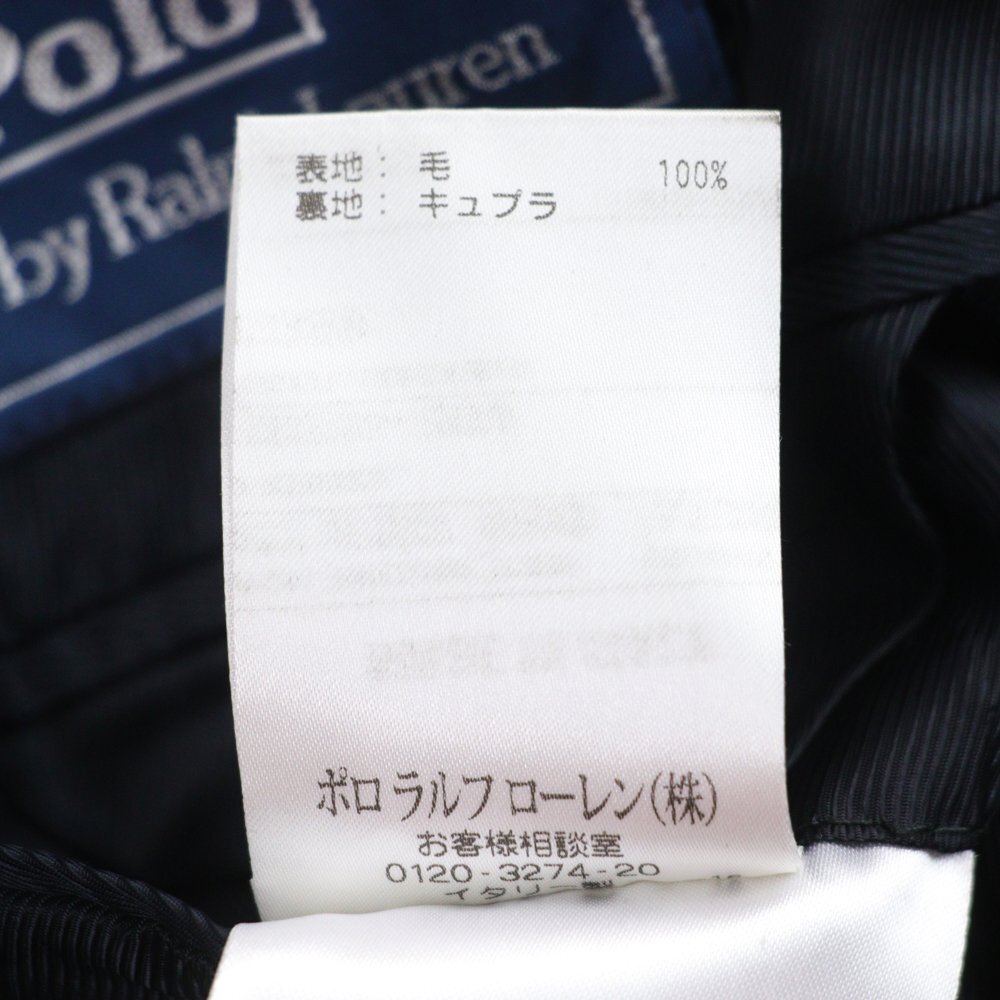 Polo
by Ralph Lauren
表地： 毛 100%
裏地： キュプラ
ポロ ラルフ ローレン(株)
お客様相談室
0120-3274-20
イタリー製